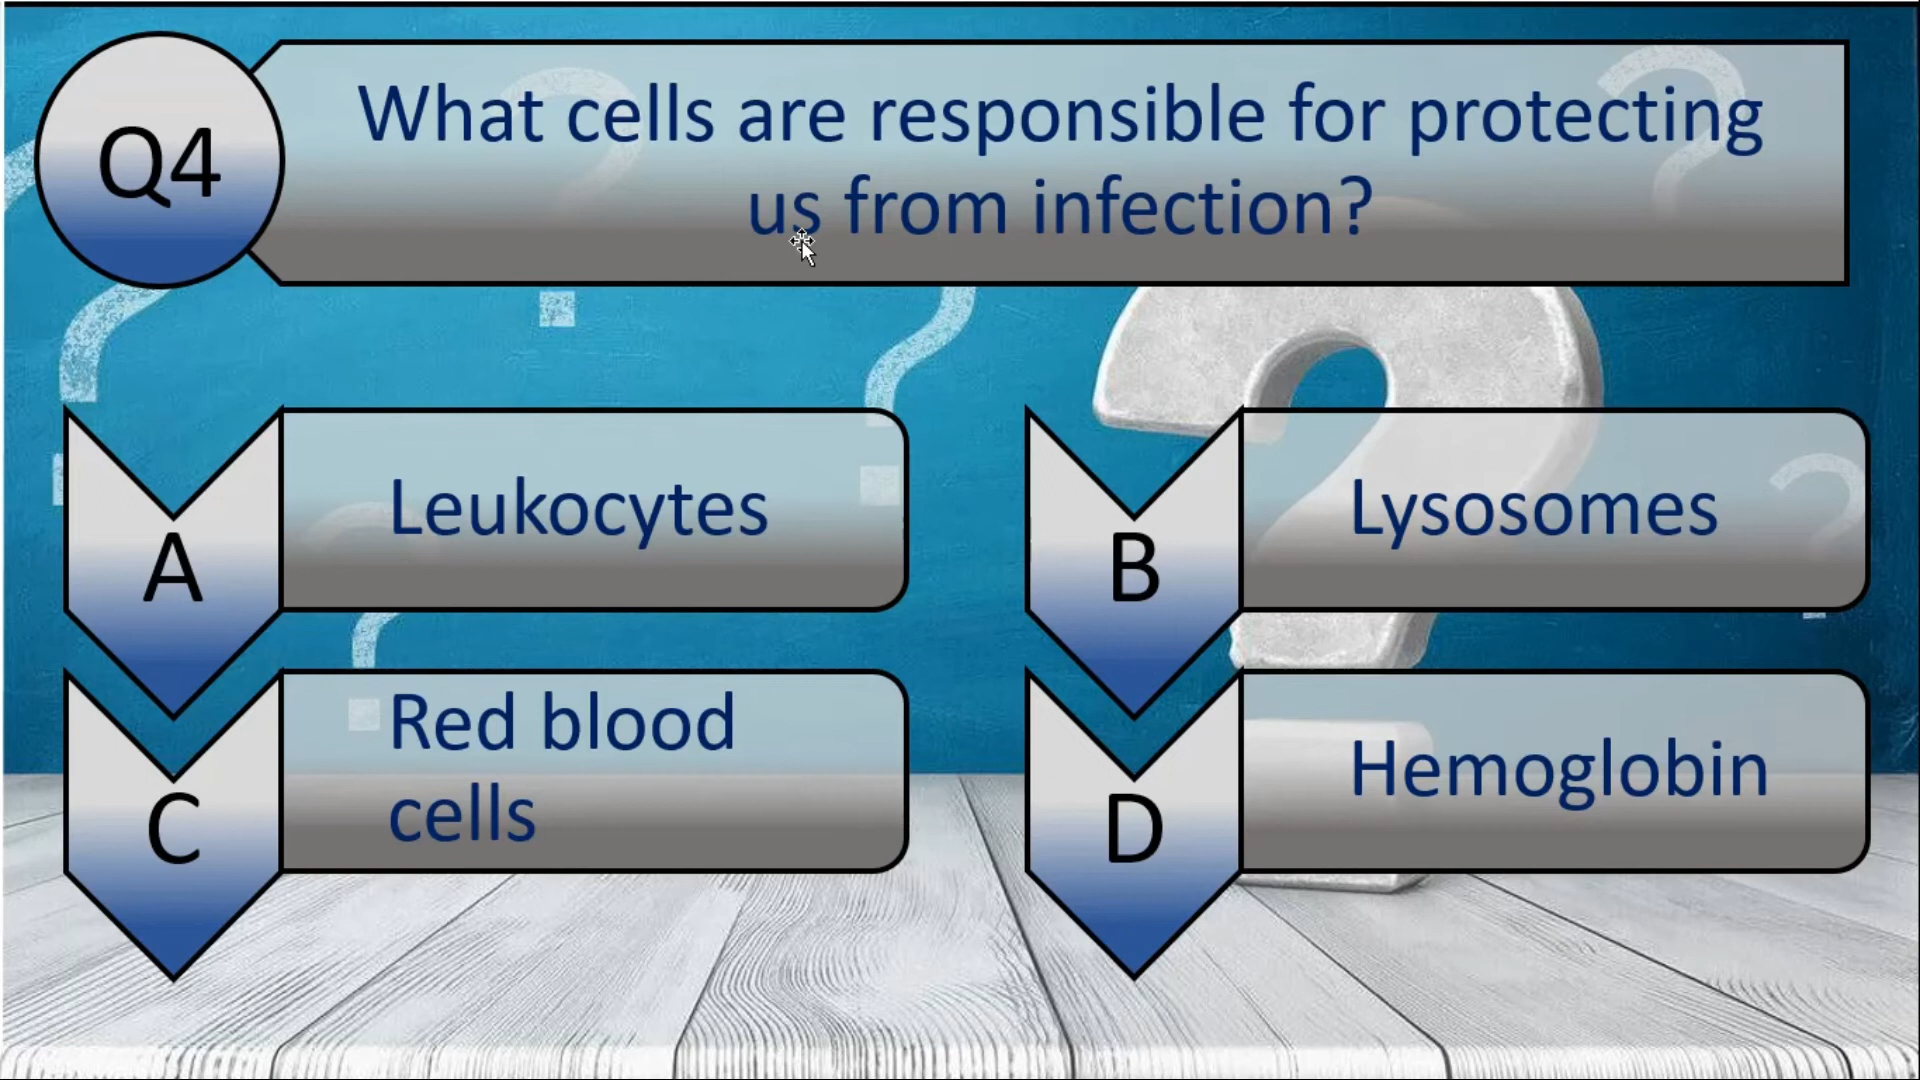 Q4
What cells are responsible for protecting
us from infection?
A
Leukocytes
B
Lysosomes
C
Red blood
cells
D
Hemoglobin